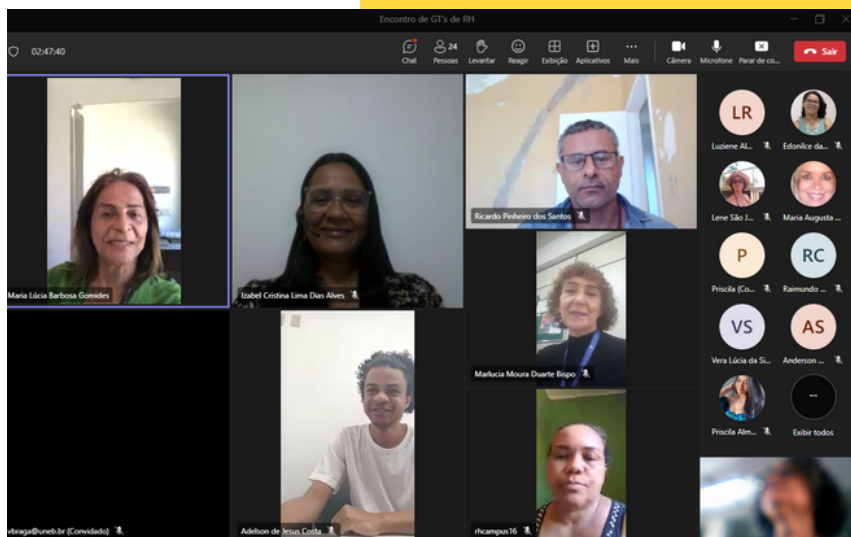 Encontro de GT's de RH
02:47:40
Chat
24
Pessoas
Levantar
Reagir
Exibição
Aplicativos
Mais
Câmera
Microfone
Parar de co...
Sair
Maria Lúcia Barbosa Gomides
Izabel Cristina Lima Dias Alves
Ricardo Pinheiro dos Santos
Marlucia Moura Duarte Bispo
vbraga@uneb.br (Convidado)
Adelson de Jesus Costa
rhcampus16
LR
Luziene Al...
Edonilce da...
Lene São J...
Maria Augusta ...
P
Priscila (Co...
RC
Raimundo ...
VS
Vera Lúcia da Si...
AS
Anderson ...
Priscila Alm...
...
Exibir todos